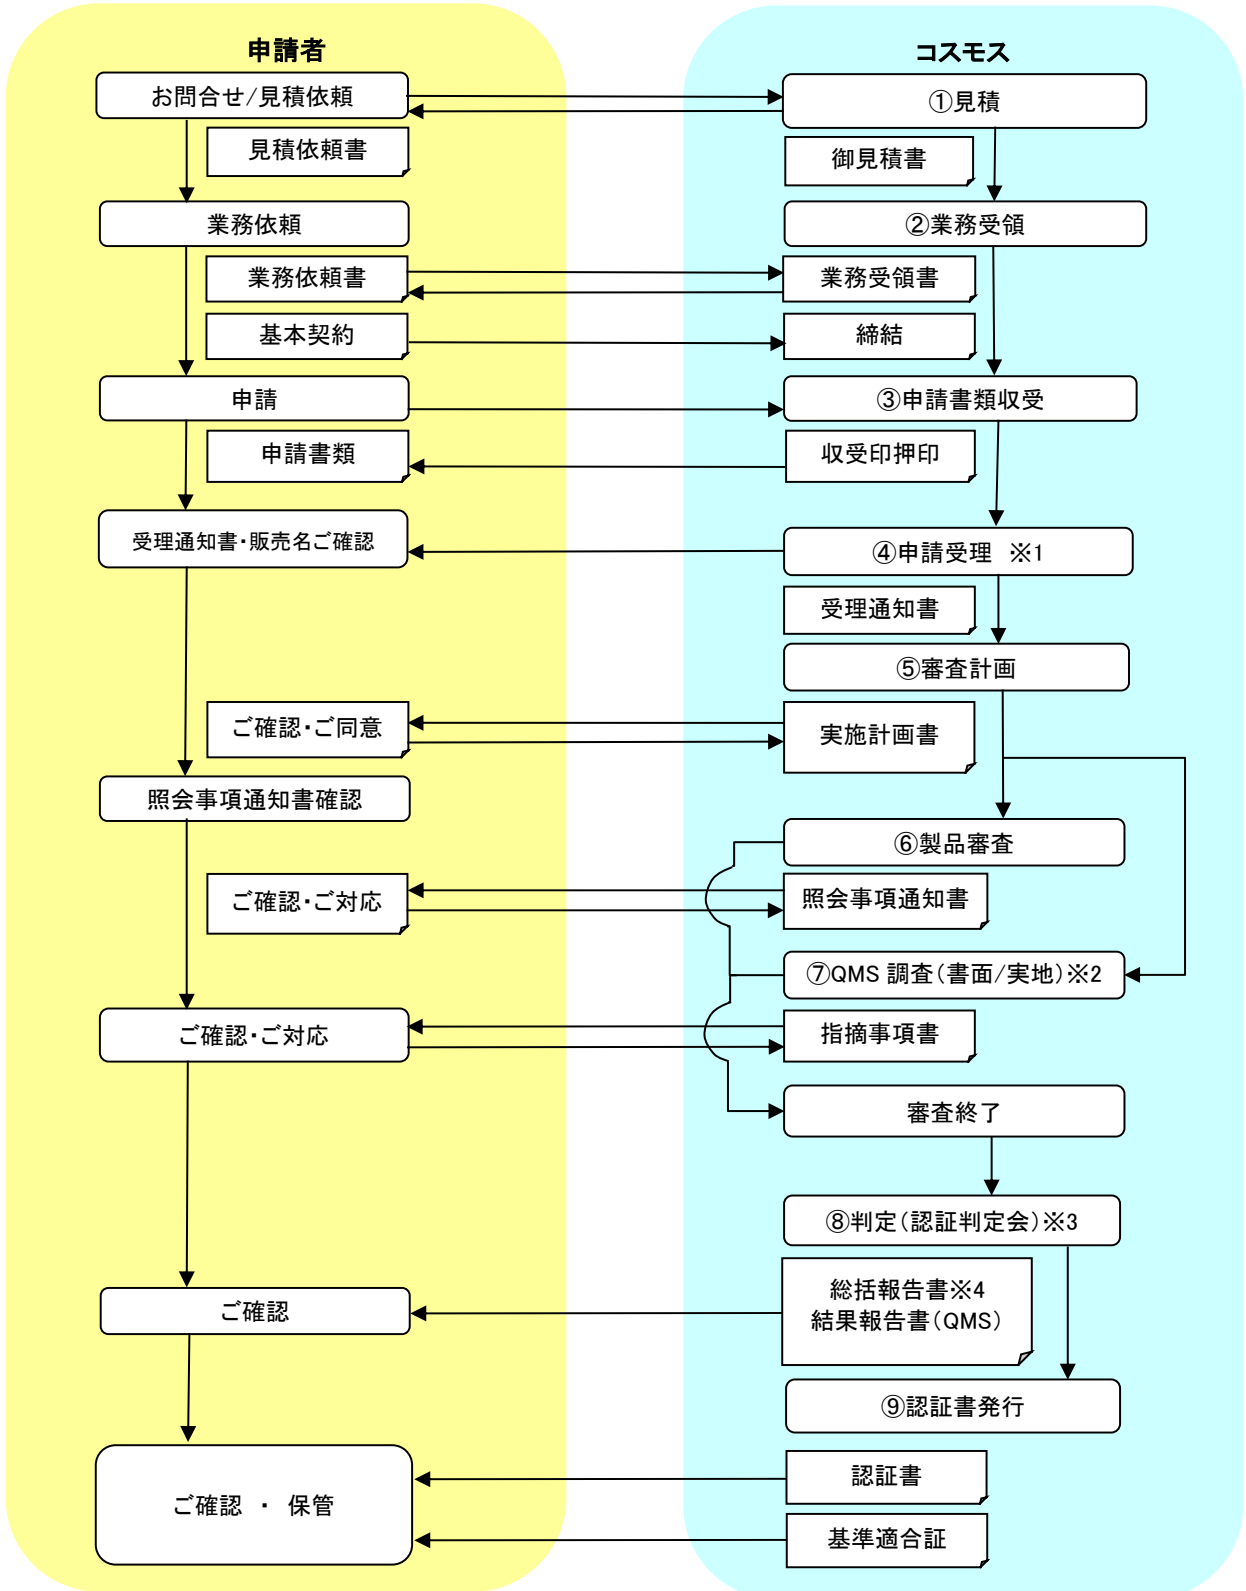 申請者
コスモス
お問合せ/見積依頼
①見積
見積依頼書
御見積書
業務依頼
②業務受領
業務依頼書
業務受領書
基本契約
締結
申請
③申請書類収受
申請書類
収受印押印
受理通知書・販売名ご確認
④申請受理　※1
受理通知書
⑤審査計画
ご確認・ご同意
実施計画書
照会事項通知書確認
⑥製品審査
ご確認・ご対応
照会事項通知書
⑦QMS 調査（書面/実地）※2
ご確認・ご対応
指摘事項書
審査終了
⑧判定（認証判定会）※3
総括報告書※4
結果報告書（QMS）
ご確認
⑨認証書発行
認証書
ご確認 ・ 保管
基準適合証